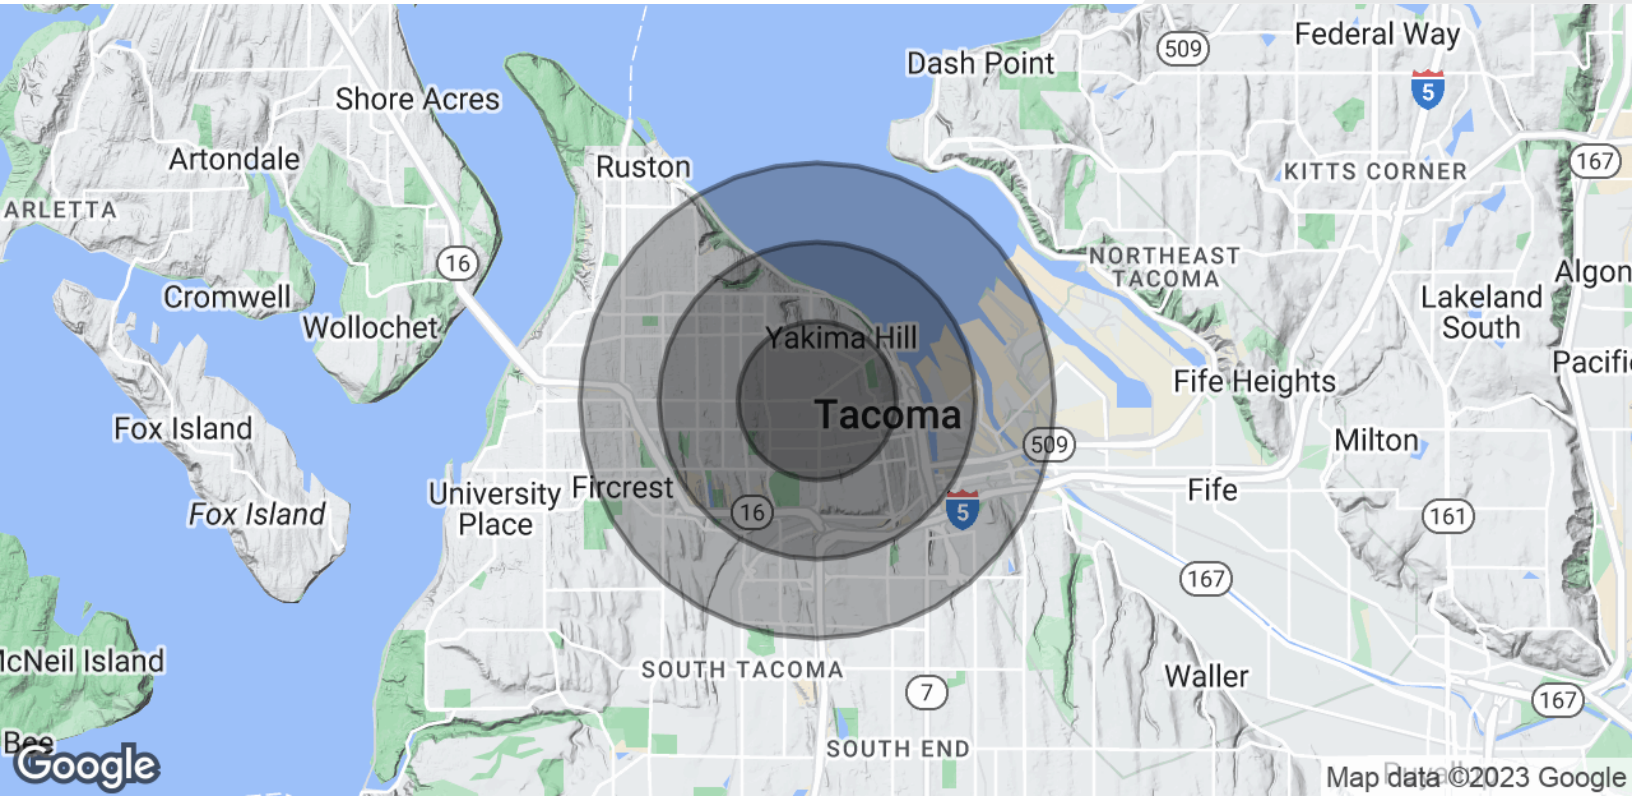 Federal Way
509
Dash Point
5
Shore Acres
Ruston
Artondale
167
KITTS CORNER
ARLETTA
NORTHEAST
TACOMA
16
Algon
Cromwell
Lakeland
South
Wollochet
Yakima Hill
Pacific
Fife Heights
Tacoma
Fox Island
509
Milton
University
Place
Fircrest
Fife
Fox Island
16
5
161
167
McNeil Island
SOUTH TACOMA
Waller
7
167
Bee
SOUTH END
Google
Map data ©2023 Google